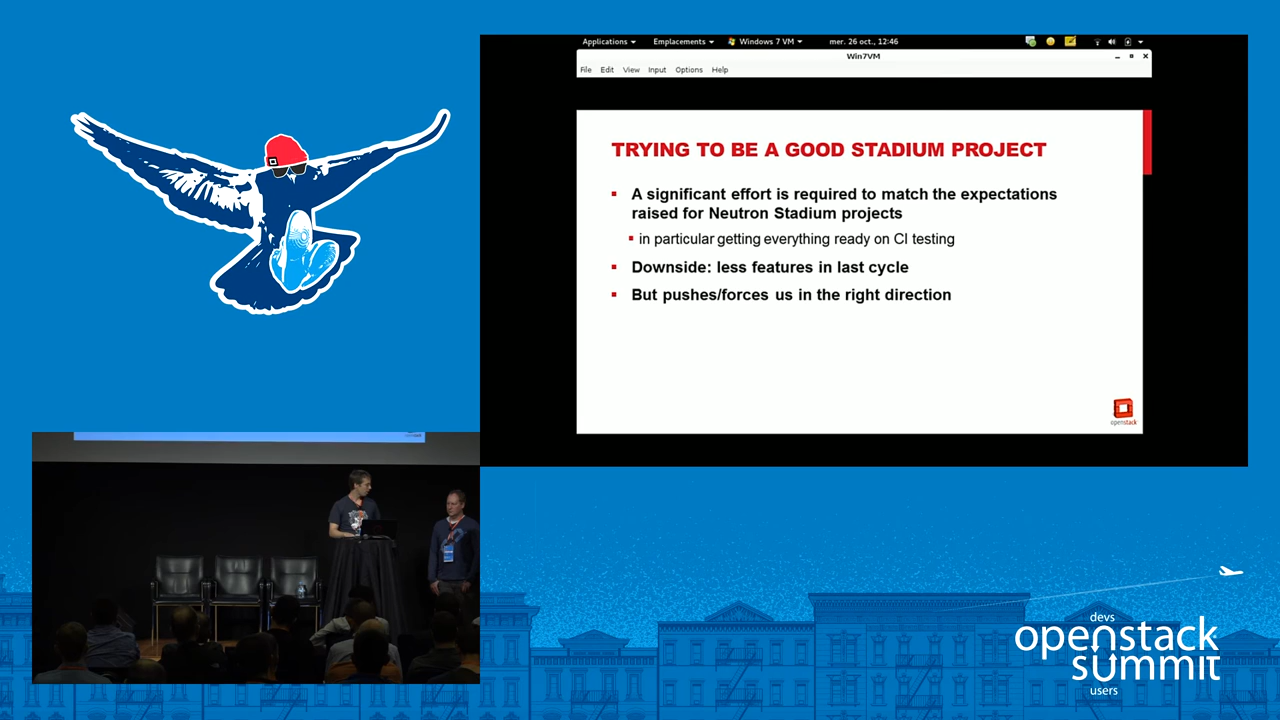 Applications Emplacements Windows 7 VM mer. 26 oct., 12:46
Win7VM
File Edit View Input Options Help
TRYING TO BE A GOOD STADIUM PROJECT
▪ A significant effort is required to match the expectations
raised for Neutron Stadium projects
▪ in particular getting everything ready on CI testing
▪ Downside: less features in last cycle
▪ But pushes/forces us in the right direction
openstack
devs
openstack
summit
users